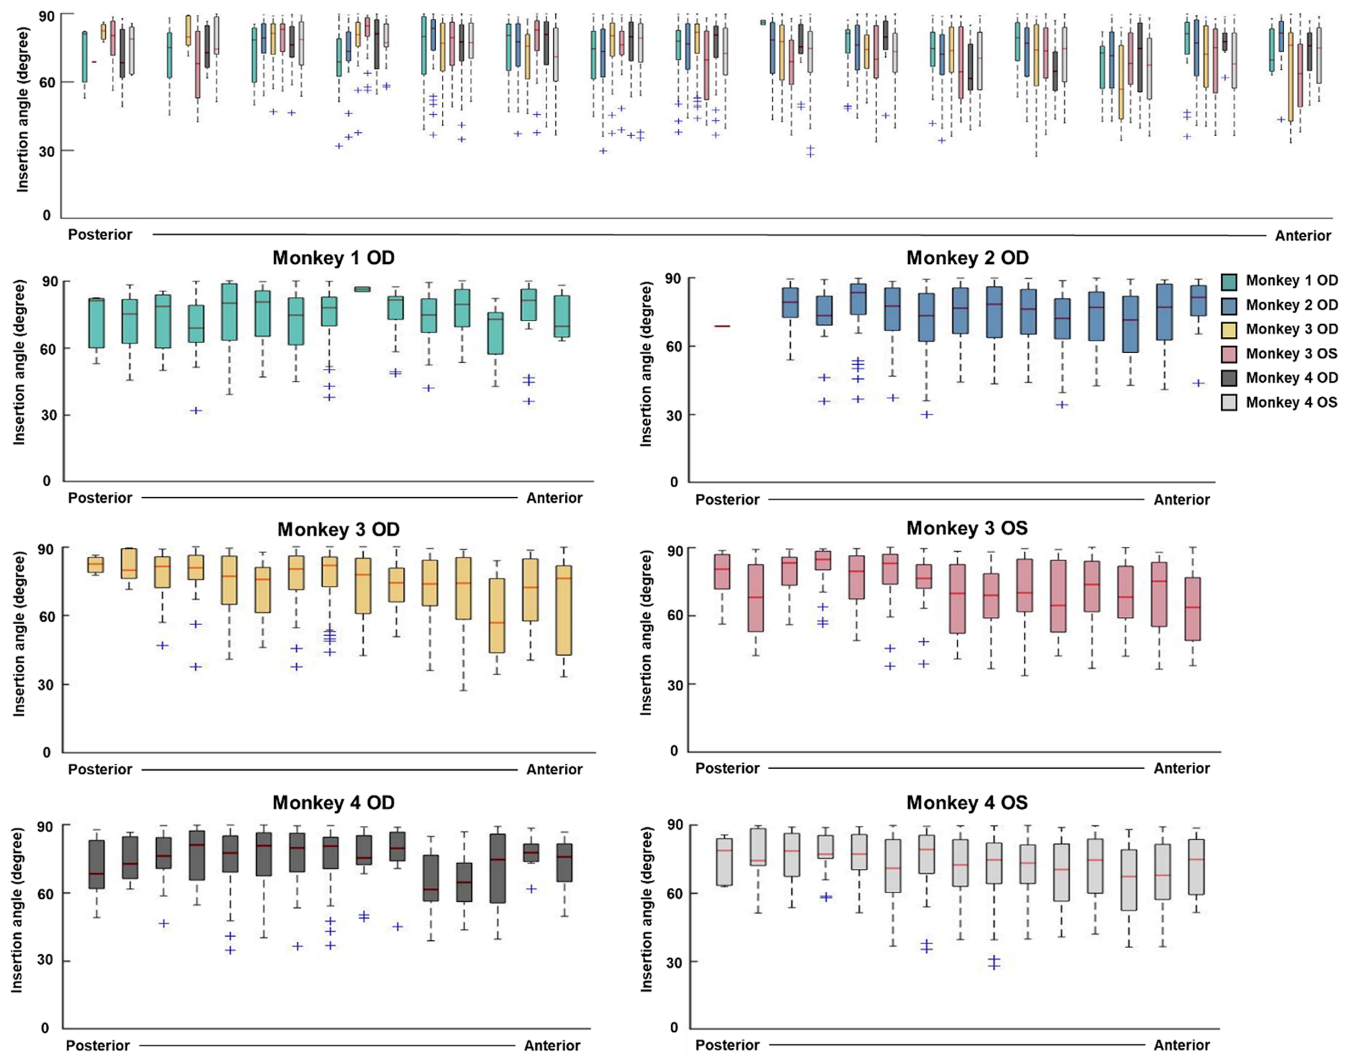 Insertion angle (degree)
90
60
30
0
Posterior
Anterior
Monkey 1 OD
Insertion angle (degree)
90
60
30
0
Posterior
Anterior
Monkey 2 OD
Insertion angle (degree)
90
60
30
0
Posterior
Anterior
Monkey 1 OD
Monkey 2 OD
Monkey 3 OD
Monkey 3 OS
Monkey 4 OD
Monkey 4 OS
Monkey 3 OD
Insertion angle (degree)
90
60
30
0
Posterior
Anterior
Monkey 3 OS
Insertion angle (degree)
90
60
30
0
Posterior
Anterior
Monkey 4 OD
Insertion angle (degree)
90
60
30
0
Posterior
Anterior
Monkey 4 OS
Insertion angle (degree)
90
60
30
0
Posterior
Anterior